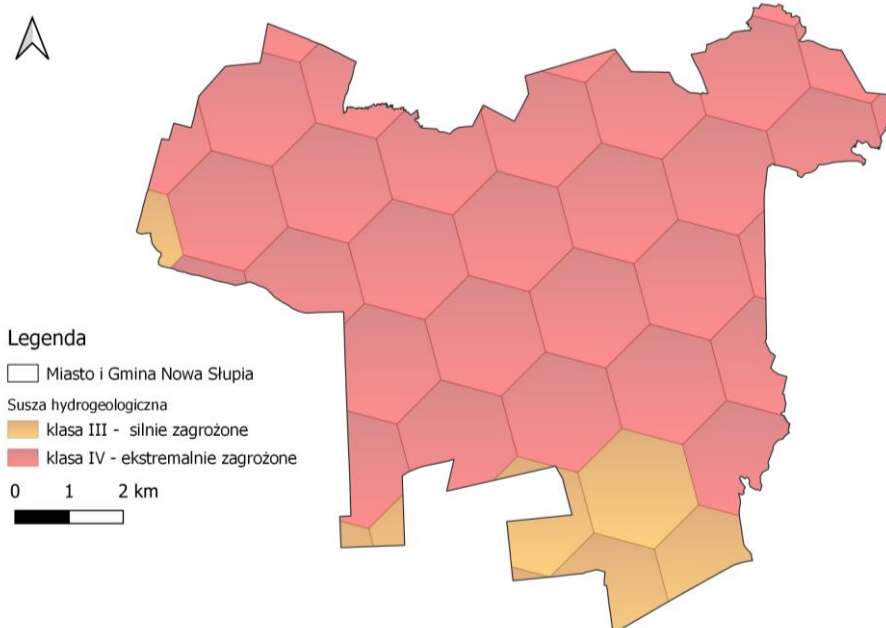 Legenda
Miasto i Gmina Nowa Słupia
Susza hydrogeologiczna
klasa III - silnie zagrożone
klasa IV - ekstremalnie zagrożone
0 1 2 km